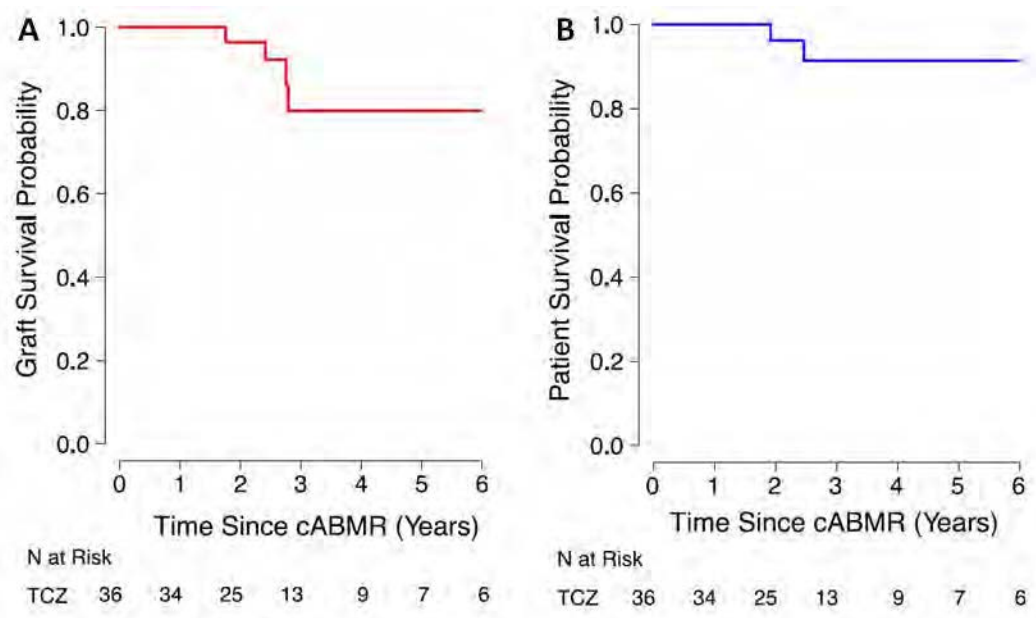 A
Graft Survival Probability
1.0
0.8
0.6
0.4
0.2
0.0
0 1 2 3 4 5 6
Time Since cABMR (Years)
N at Risk
TCZ 36 34 25 13 9 7 6
B
Patient Survival Probability
1.0
0.8
0.6
0.4
0.2
0.0
0 1 2 3 4 5 6
Time Since cABMR (Years)
N at Risk
TCZ 36 34 25 13 9 7 6